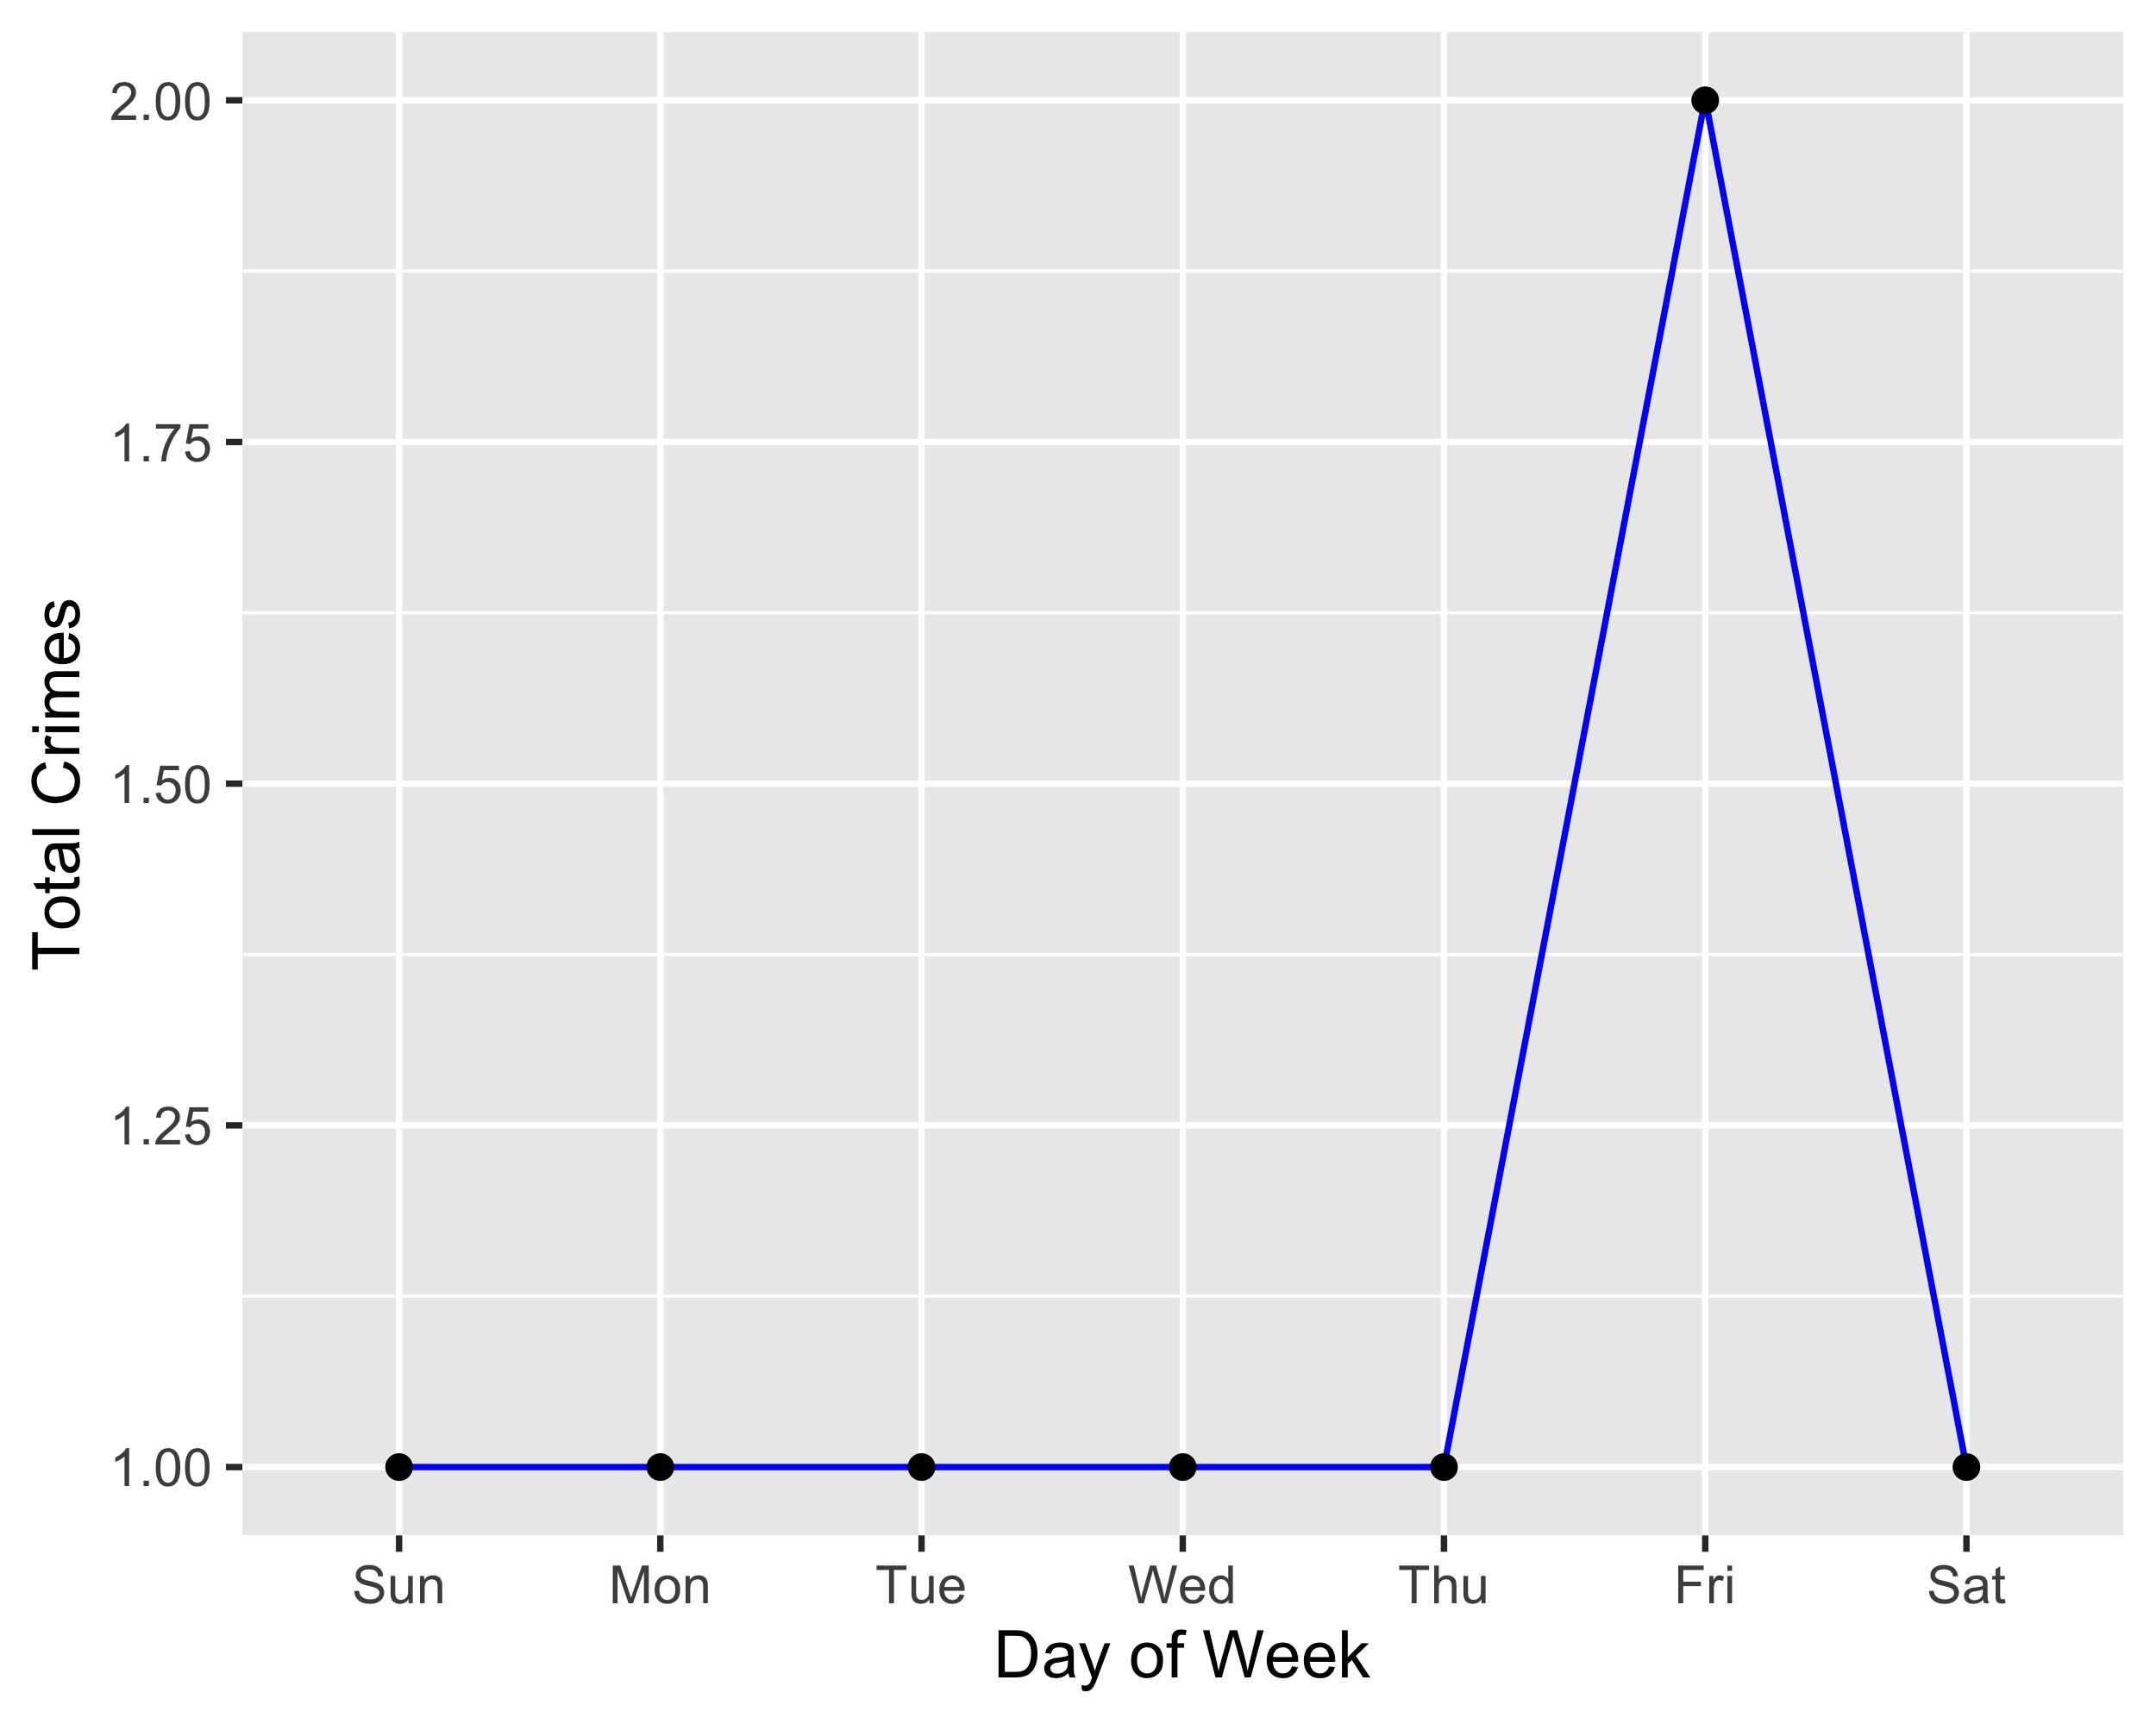 Total Crimes
2.00
1.75
1.50
1.25
1.00
Sun Mon Tue Wed Thu Fri Sat
Day of Week